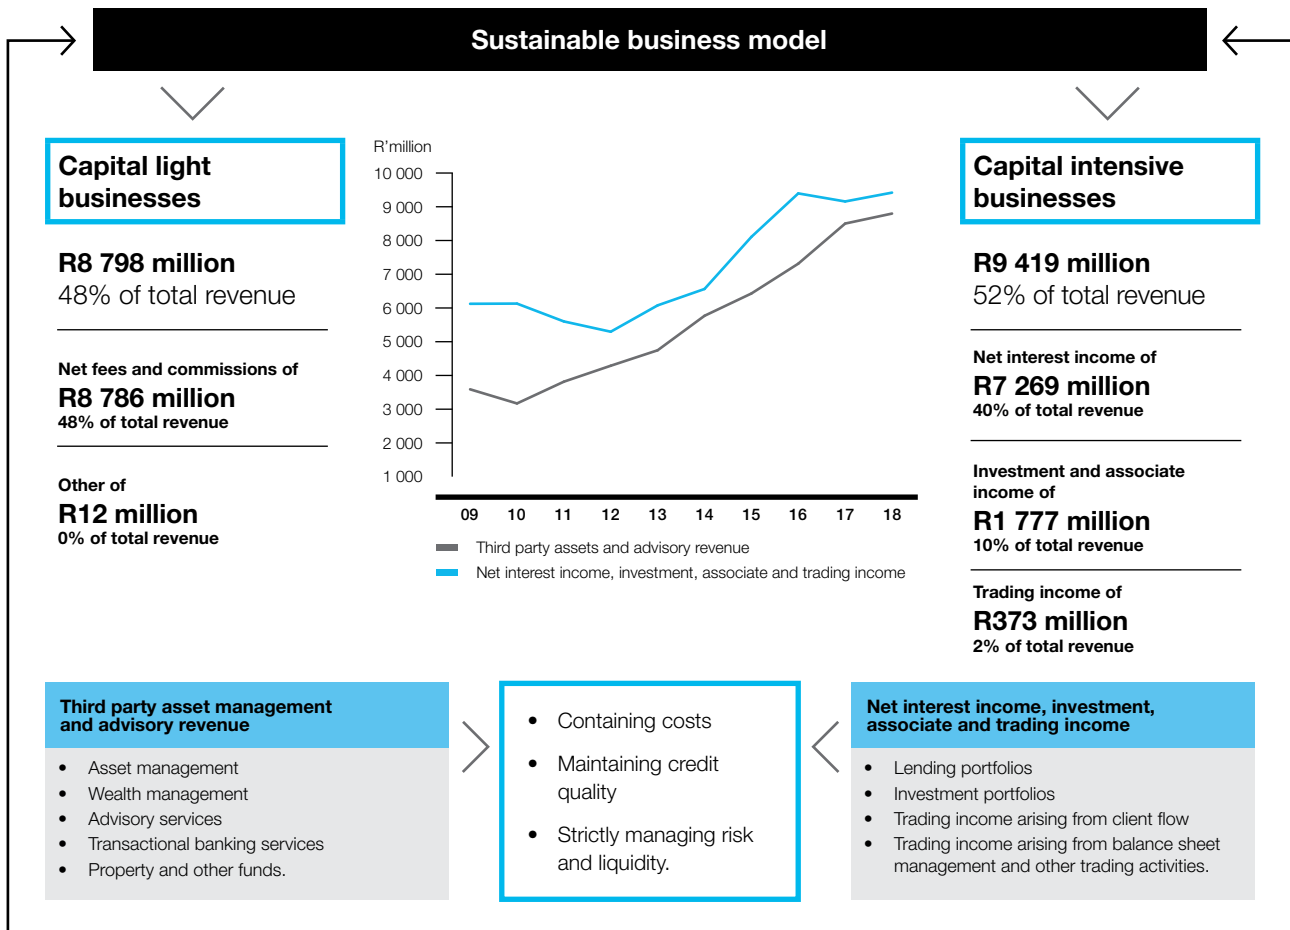 Sustainable business model
Capital light
businesses
R8 798 million
48% of total revenue
Net fees and commissions of
R8 786 million
48% of total revenue
Other of
R12 million
0% of total revenue
R'million
10 000
9 000
8 000
7 000
6 000
5 000
4 000
3 000
2 000
1 000
09 10 11 12 13 14 15 16 17 18
Third party assets and advisory revenue
Net interest income, investment, associate and trading income
Capital intensive
businesses
R9 419 million
52% of total revenue
Net interest income of
R7 269 million
40% of total revenue
Investment and associate
income of
R1 777 million
10% of total revenue
Trading income of
R373 million
2% of total revenue
Third party asset management
and advisory revenue
• Asset management
• Wealth management
• Advisory services
• Transactional banking services
• Property and other funds.
• Containing costs
• Maintaining credit
quality
• Strictly managing risk
and liquidity.
Net interest income, investment,
associate and trading income
• Lending portfolios
• Investment portfolios
• Trading income arising from client flow
• Trading income arising from balance sheet
management and other trading activities.